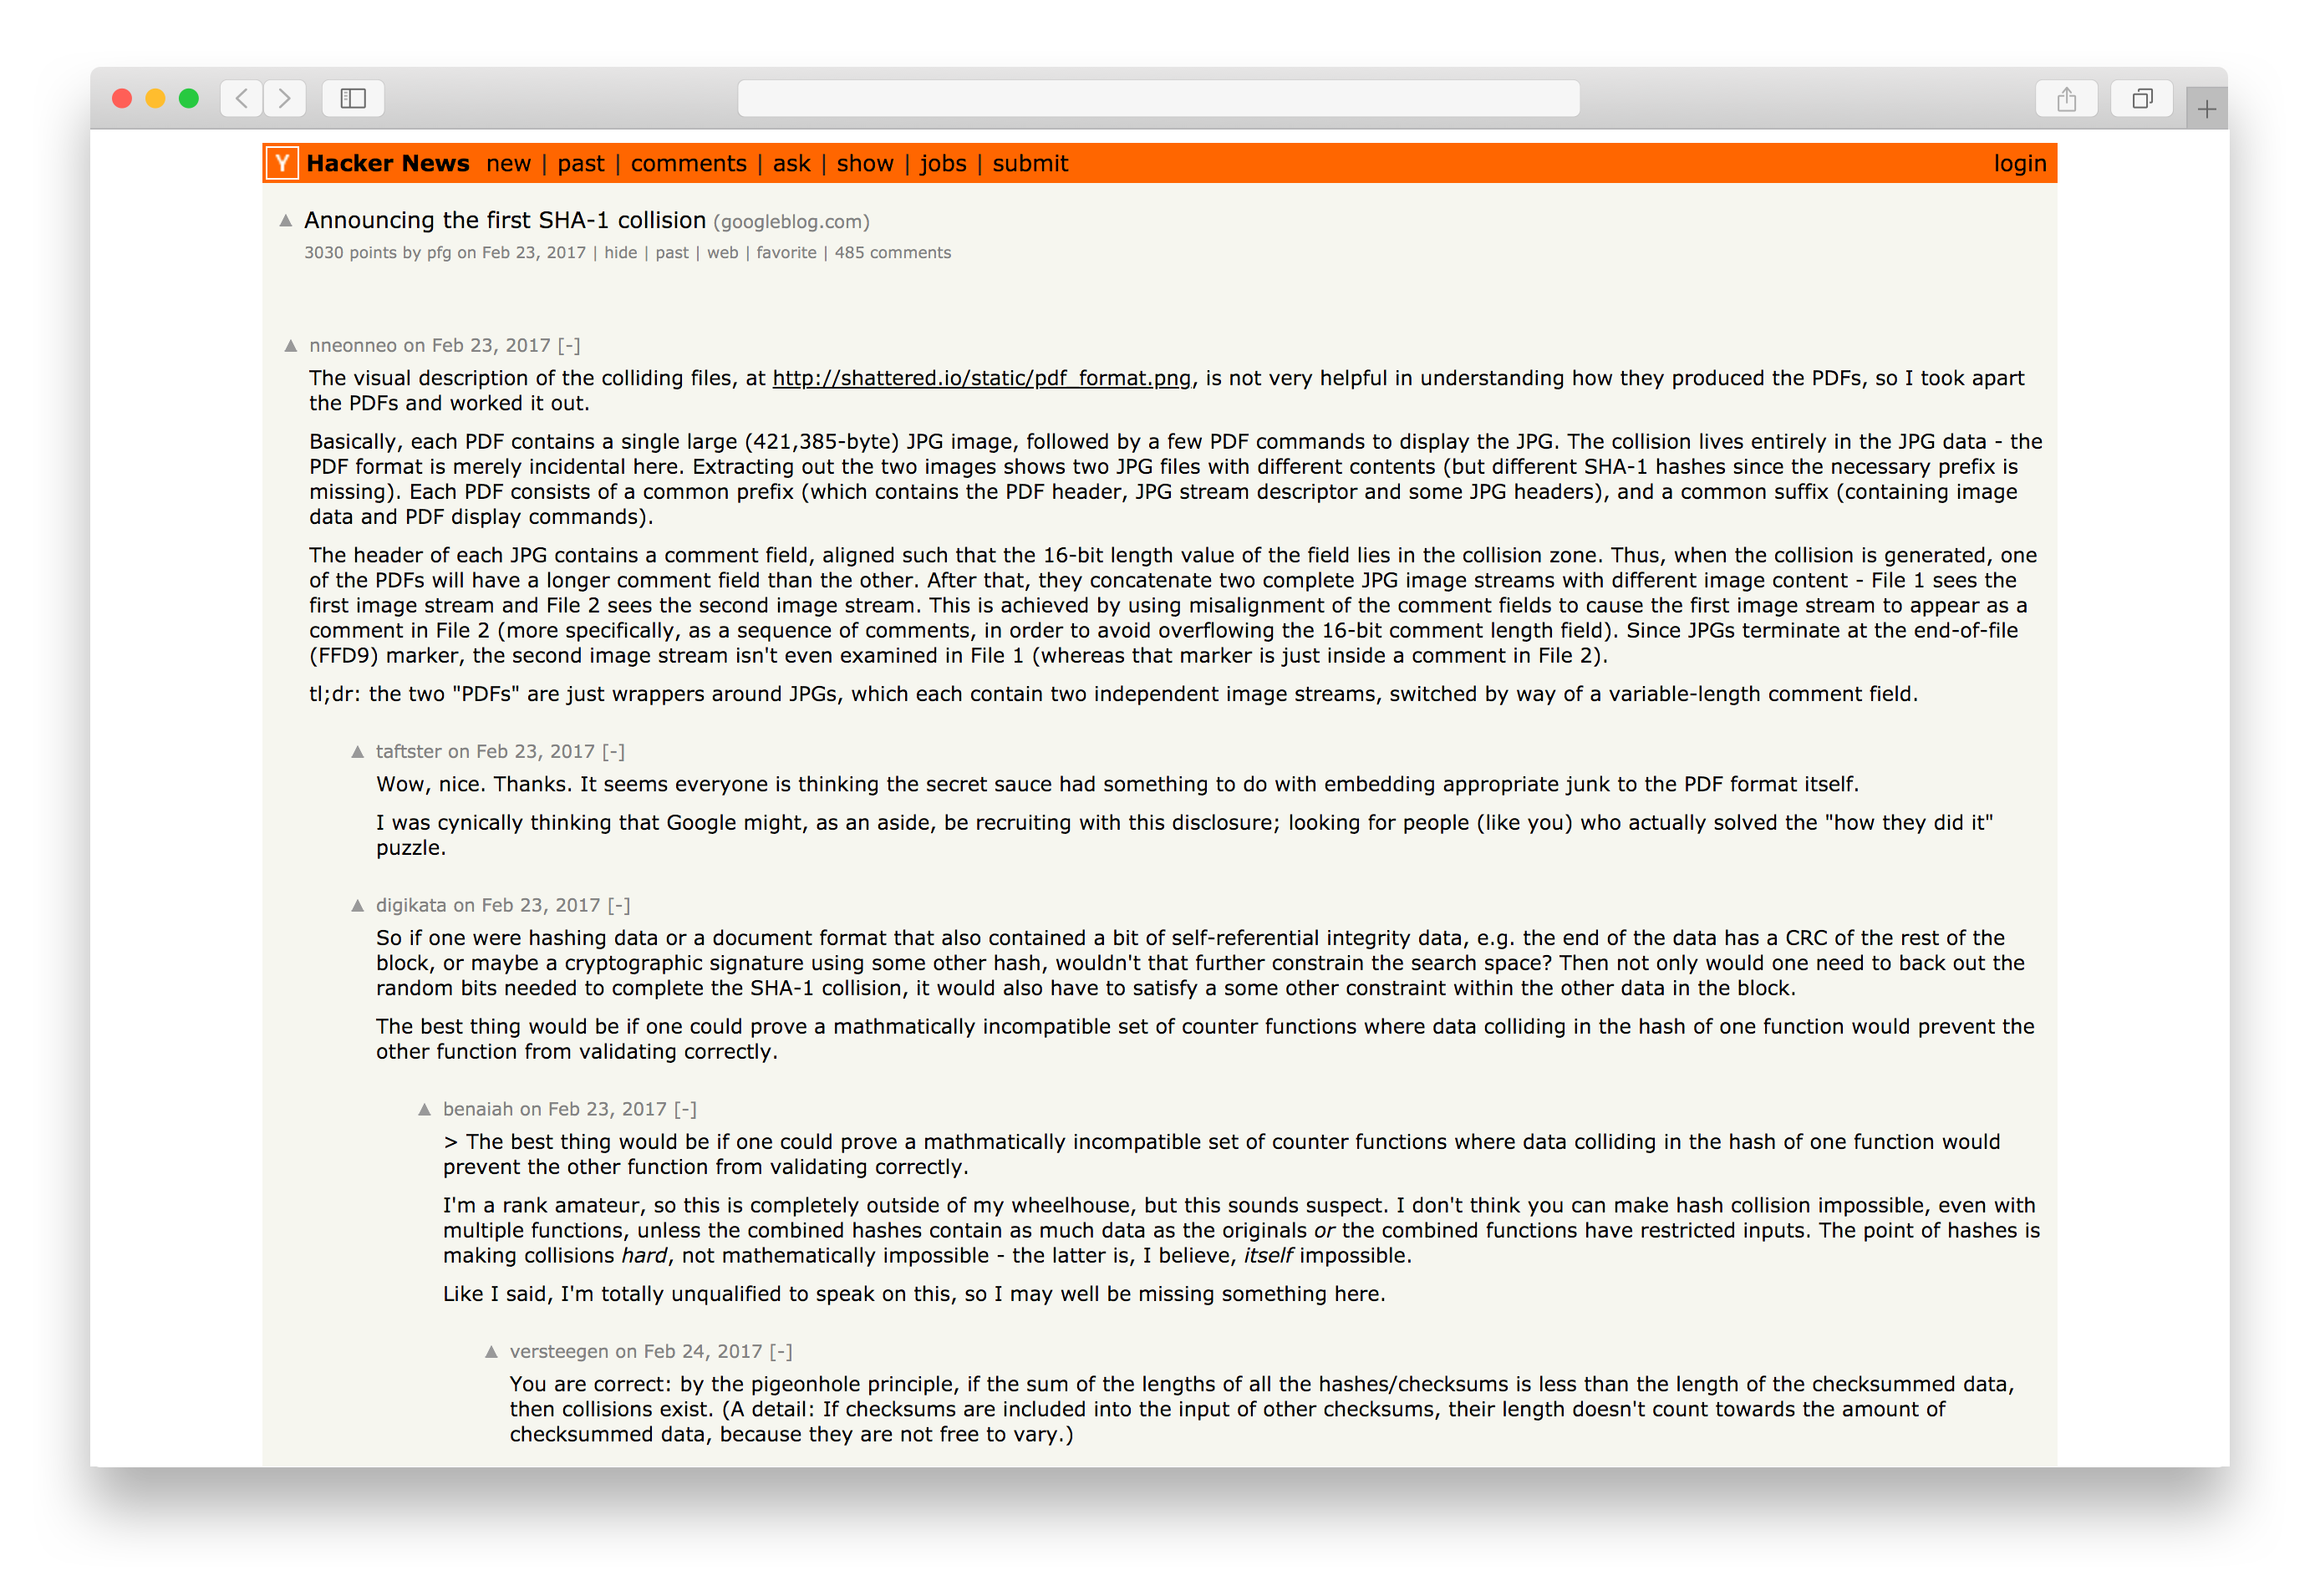 Y Hacker News new | past | comments | ask | show | jobs | submit login
Announcing the first SHA-1 collision (googleblog.com)
3030 points by pfg on Feb 23, 2017 | hide | past | web | favorite | 485 comments
nneonneo on Feb 23, 2017 [-]
The visual description of the colliding files, at http://shattered.io/static/pdf_format.png, is not very helpful in understanding how they produced the PDFs, so I took apart
the PDFs and worked it out.
Basically, each PDF contains a single large (421,385-byte) JPG image, followed by a few PDF commands to display the JPG. The collision lives entirely in the JPG data - the
PDF format is merely incidental here. Extracting out the two images shows two JPG files with different contents (but different SHA-1 hashes since the necessary prefix is
missing). Each PDF consists of a common prefix (which contains the PDF header, JPG stream descriptor and some JPG headers), and a common suffix (containing image
data and PDF display commands).
The header of each JPG contains a comment field, aligned such that the 16-bit length value of the field lies in the collision zone. Thus, when the collision is generated, one
of the PDFs will have a longer comment field than the other. After that, they concatenate two complete JPG image streams with different image content - File 1 sees the
first image stream and File 2 sees the second image stream. This is achieved by using misalignment of the comment fields to cause the first image stream to appear as a
comment in File 2 (more specifically, as a sequence of comments, in order to avoid overflowing the 16-bit comment length field). Since JPGs terminate at the end-of-file
(FFD9) marker, the second image stream isn't even examined in File 1 (whereas that marker is just inside a comment in File 2).
tl;dr: the two "PDFs" are just wrappers around JPGs, which each contain two independent image streams, switched by way of a variable-length comment field.
taftster on Feb 23, 2017 [-]
Wow, nice. Thanks. It seems everyone is thinking the secret sauce had something to do with embedding appropriate junk to the PDF format itself.
I was cynically thinking that Google might, as an aside, be recruiting with this disclosure; looking for people (like you) who actually solved the "how they did it"
puzzle.
digikata on Feb 23, 2017 [-]
So if one were hashing data or a document format that also contained a bit of self-referential integrity data, e.g. the end of the data has a CRC of the rest of the
block, or maybe a cryptographic signature using some other hash, wouldn't that further constrain the search space? Then not only would one need to back out the
random bits needed to complete the SHA-1 collision, it would also have to satisfy a some other constraint within the other data in the block.
The best thing would be if one could prove a mathmatically incompatible set of counter functions where data colliding in the hash of one function would prevent the
other function from validating correctly.
benaiah on Feb 23, 2017 [-]
> The best thing would be if one could prove a mathmatically incompatible set of counter functions where data colliding in the hash of one function would
prevent the other function from validating correctly.
I'm a rank amateur, so this is completely outside of my wheelhouse, but this sounds suspect. I don't think you can make hash collision impossible, even with
multiple functions, unless the combined hashes contain as much data as the originals or the combined functions have restricted inputs. The point of hashes is
making collisions hard, not mathematically impossible - the latter is, I believe, itself impossible.
Like I said, I'm totally unqualified to speak on this, so I may well be missing something here.
versteegen on Feb 24, 2017 [-]
You are correct: by the pigeonhole principle, if the sum of the lengths of all the hashes/checksums is less than the length of the checksummed data,
then collisions exist. (A detail: If checksums are included into the input of other checksums, their length doesn't count towards the amount of
checksummed data, because they are not free to vary.)